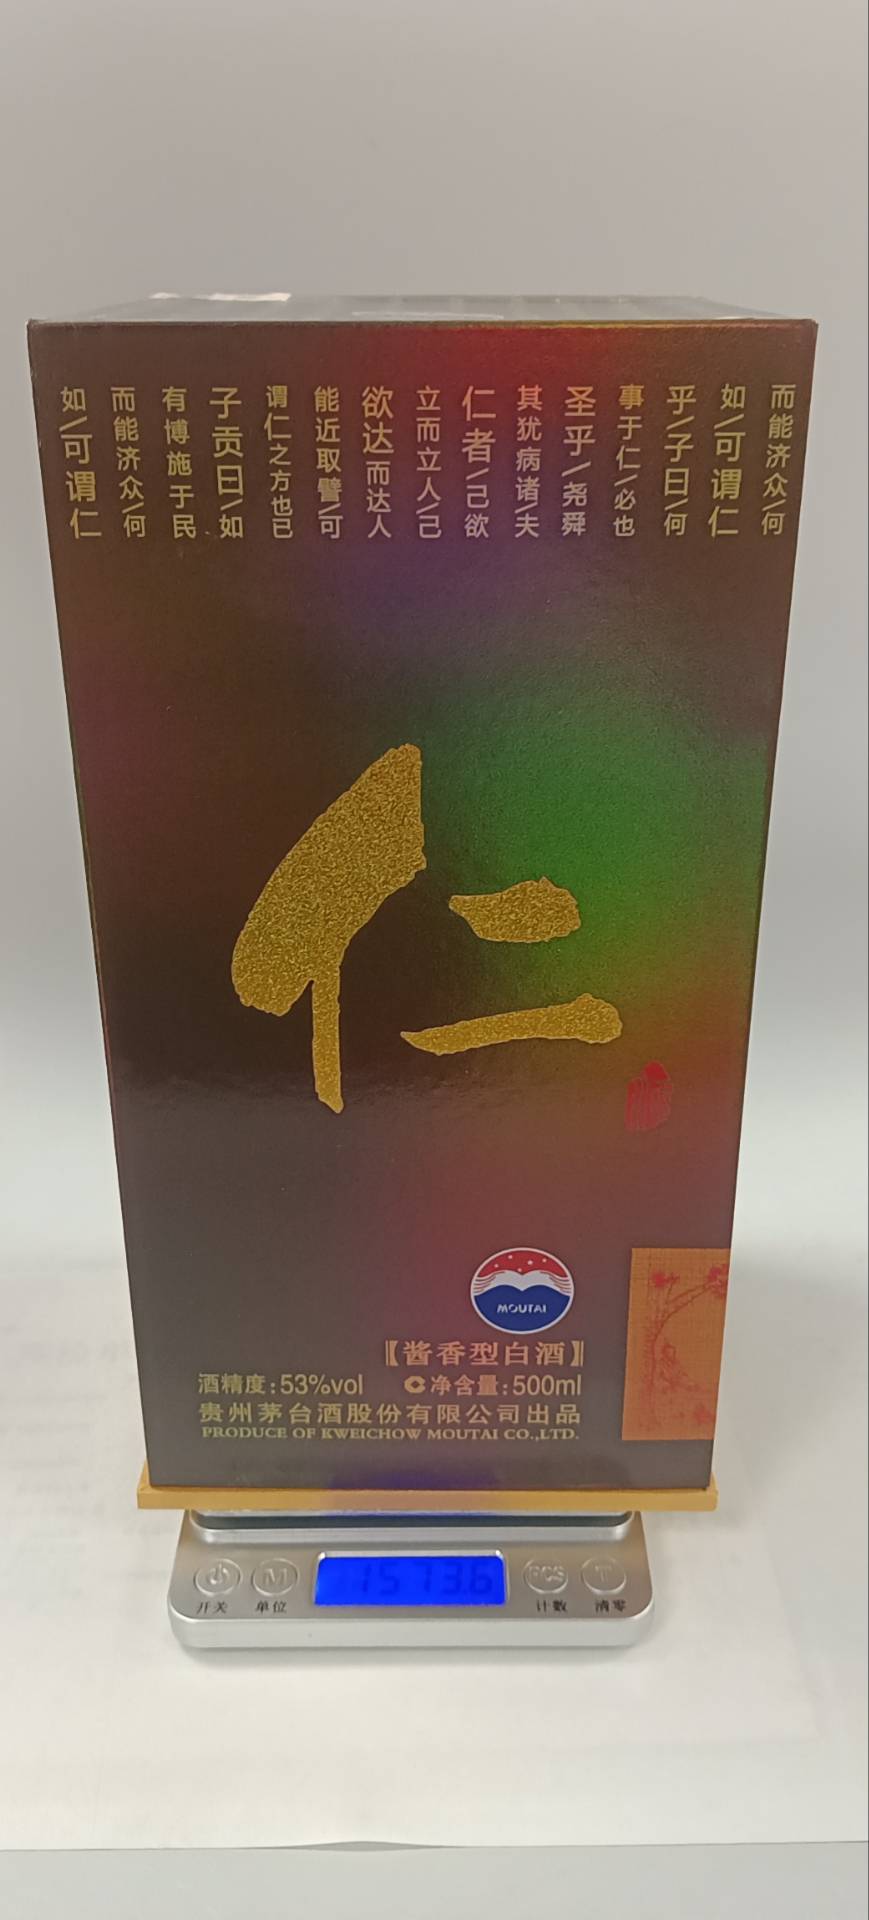 如/可谓仁
而能济众/何
有博施于民
子贡曰/如
谓仁之方也已
能近取譬/可
欲达而达人
立而立人/己
仁者/己欲
其犹病诸/夫
圣乎/尧舜
事于仁/必也
乎/子曰/何
如/可谓仁
而能济众/何
仁
MOUTAI
【酱香型白酒】
酒精度:53%vol 净含量:500ml
贵州茅台酒股份有限公司出品
PRODUCE OF KWEICHOW MOUTAI CO.,LTD.
M 1573.6 PCS T
开关 单位 计数 清零